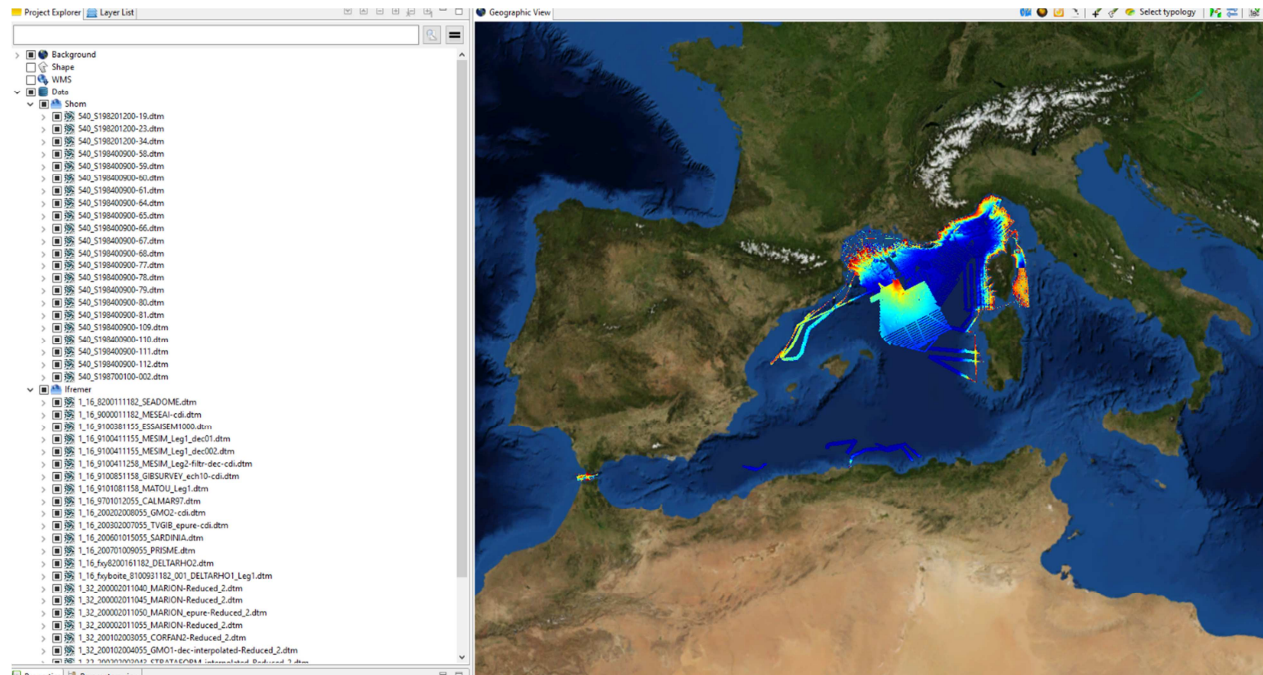 Project Explorer Layer List
Geographic View
Select typology
Background
Shape
WMS
Data
Shom
540_S198201200-19.dtm
540_S198201200-23.dtm
540_S198201200-34.dtm
540_S198400900-58.dtm
540_S198400900-59.dtm
540_S198400900-60.dtm
540_S198400900-61.dtm
540_S198400900-64.dtm
540_S198400900-65.dtm
540_S198400900-66.dtm
540_S198400900-67.dtm
540_S198400900-68.dtm
540_S198400900-77.dtm
540_S198400900-78.dtm
540_S198400900-79.dtm
540_S198400900-80.dtm
540_S198400900-81.dtm
540_S198400900-109.dtm
540_S198400900-110.dtm
540_S198400900-111.dtm
540_S198400900-112.dtm
540_S198700100-002.dtm
Ifremer
1_16_8200111182_SEADOME.dtm
1_16_9000011182_MESEAI-cdi.dtm
1_16_9100381155_ESSAISEM1000.dtm
1_16_9100411155_MESIM_Leg1_dec01.dtm
1_16_9100411155_MESIM_Leg1_dec002.dtm
1_16_9100411258_MESIM_Leg2-filtr-dec-cdi.dtm
1_16_9100851158_GIBSURVEY_ech10-cdi.dtm
1_16_9101081158_MATOU_Leg1.dtm
1_16_9701012055_CALMAR97.dtm
1_16_200202008055_GMO2-cdi.dtm
1_16_200302007055_TVGIB_epure-cdi.dtm
1_16_200601015055_SARDINIA.dtm
1_16_200701009055_PRISME.dtm
1_16_fxy8200161182_DELTARHO2.dtm
1_16_fxyboite_8100931182_001_DELTARHO1_Leg1.dtm
1_32_200002011040_MARION-Reduced_2.dtm
1_32_200002011045_MARION-Reduced_2.dtm
1_32_200002011050_MARION_epure-Reduced_2.dtm
1_32_200002011055_MARION-Reduced_2.dtm
1_32_200102003055_CORFAN2-Reduced_2.dtm
1_32_200102004055_GMO1-dec-interpolated-Reduced_2.dtm
1_32_200202003043_STRATAFORM_interpolated_Reduced_2.dtm